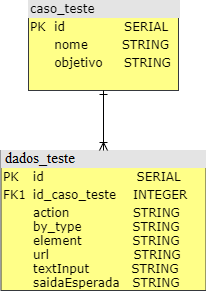 caso_teste
PK id SERIAL
nome STRING
objetivo STRING
dados_teste
PK id SERIAL
FK1 id_caso_teste INTEGER
action STRING
by_type STRING
element STRING
url STRING
textInput STRING
saidaEsperada STRING